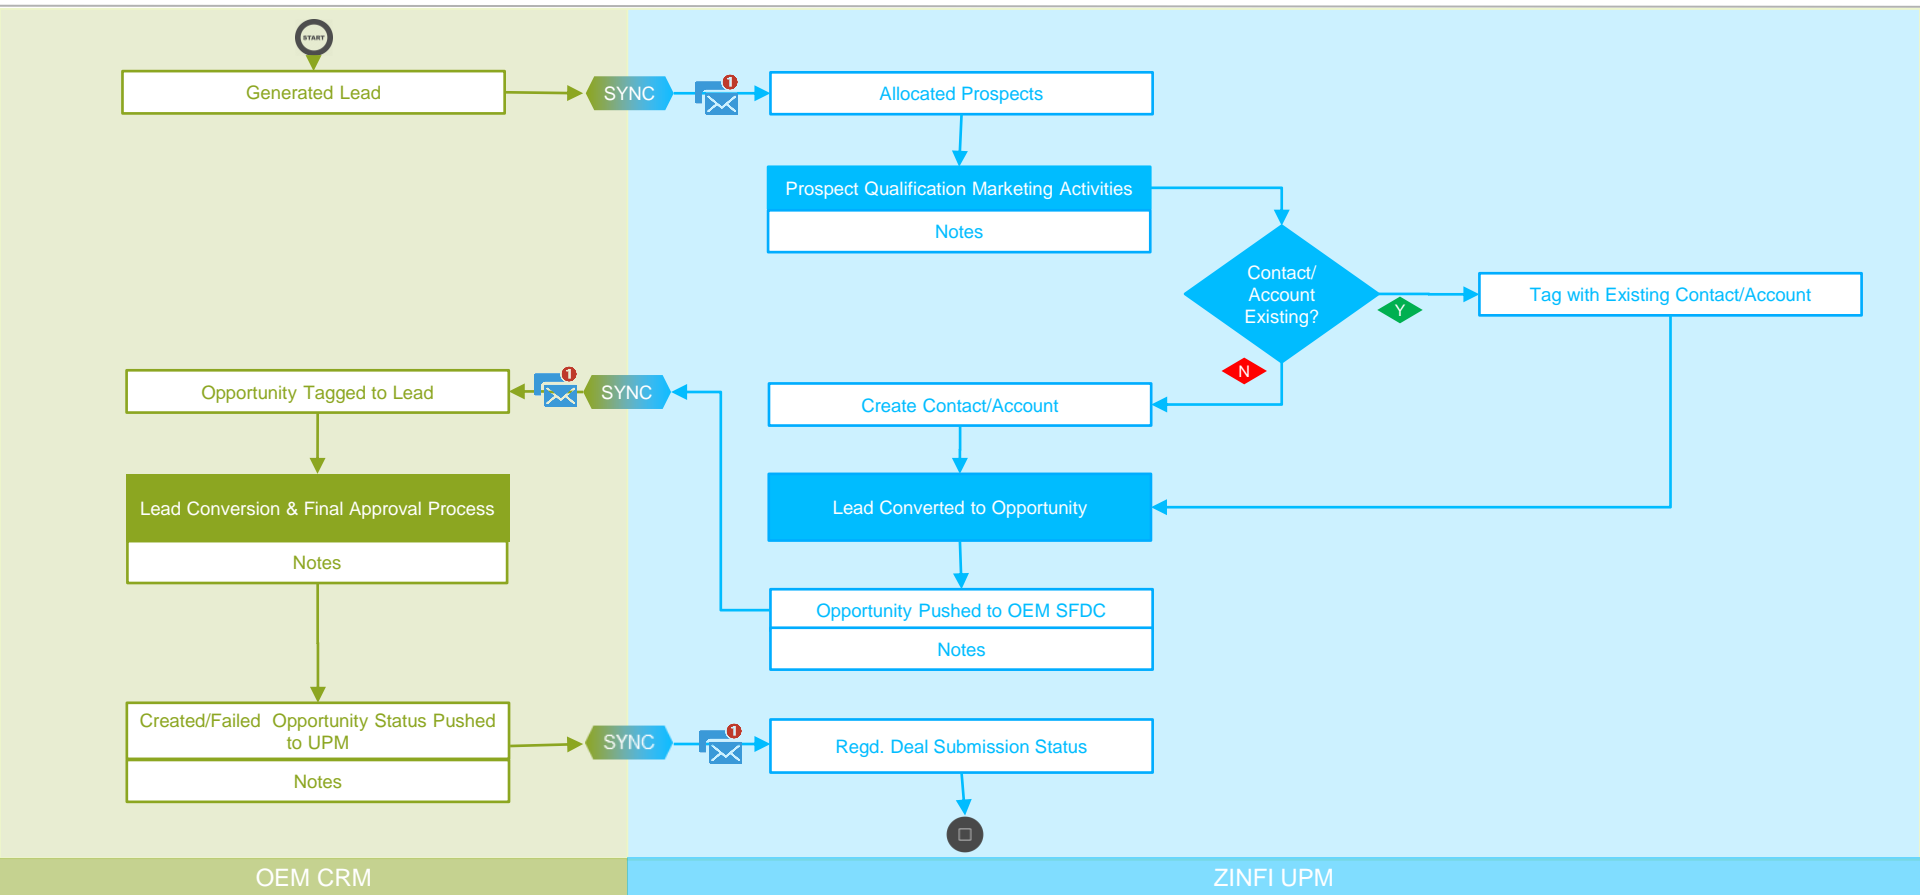 START
Generated Lead
SYNC
1
Allocated Prospects
Prospect Qualification Marketing Activities
Notes
Contact/
Account
Existing?
Y
Tag with Existing Contact/Account
N
Opportunity Tagged to Lead
1
SYNC
Create Contact/Account
Lead Conversion & Final Approval Process
Notes
Lead Converted to Opportunity
Opportunity Pushed to OEM SFDC
Notes
Created/Failed Opportunity Status Pushed
to UPM
Notes
SYNC
1
Regd. Deal Submission Status
OEM CRM
ZINFI UPM